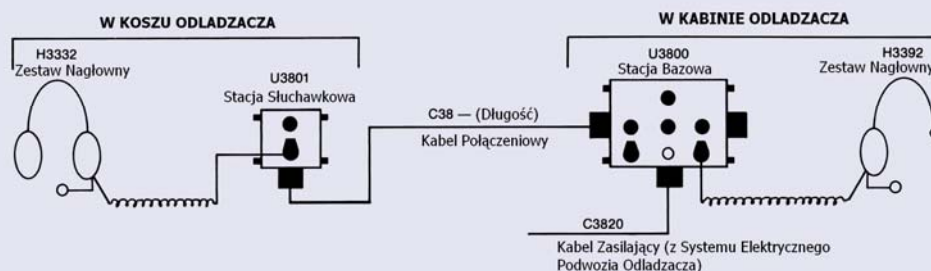 W KOSZU ODLADZACZA
H3332
Zestaw Nagłowny
U3801
Stacja Słuchawkowa
C38 — (Długość)
Kabel Połączeniowy
W KABINIE ODLADZACZA
U3800
Stacja Bazowa
H3392
Zestaw Nagłowny
C3820
Kabel Zasilający (z Systemu Elektrycznego
Podwozia Odladzacza)